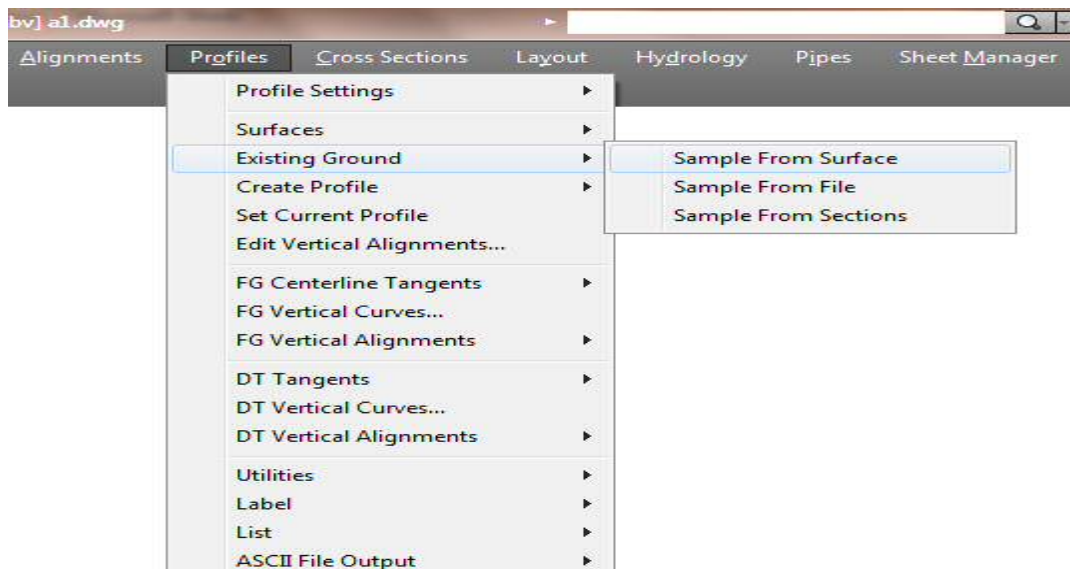 bv] a1.dwg
Alignments Profiles Cross Sections Layout Hydrology Pipes Sheet Manager
Profile Settings
Surfaces
Existing Ground
Sample From Surface
Create Profile
Sample From File
Set Current Profile
Sample From Sections
Edit Vertical Alignments...
FG Centerline Tangents
FG Vertical Curves...
FG Vertical Alignments
DT Tangents
DT Vertical Curves...
DT Vertical Alignments
Utilities
Label
List
ASCII File Output